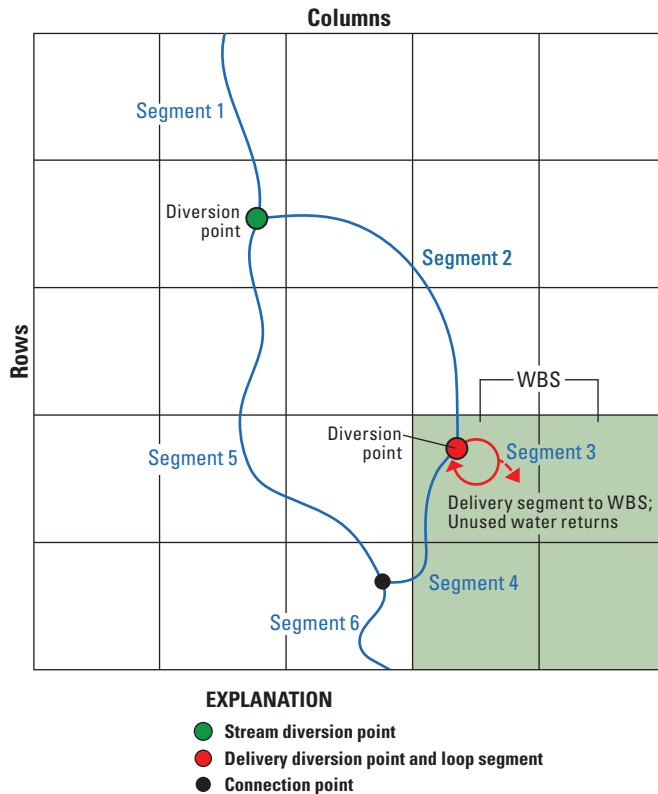 Columns
Rows
Segment 1
Diversion
point
Segment 2
WBS
Diversion
point
Segment 3
Segment 5
Delivery segment to WBS;
Unused water returns
Segment 4
Segment 6
EXPLANATION
Stream diversion point
Delivery diversion point and loop segment
Connection point